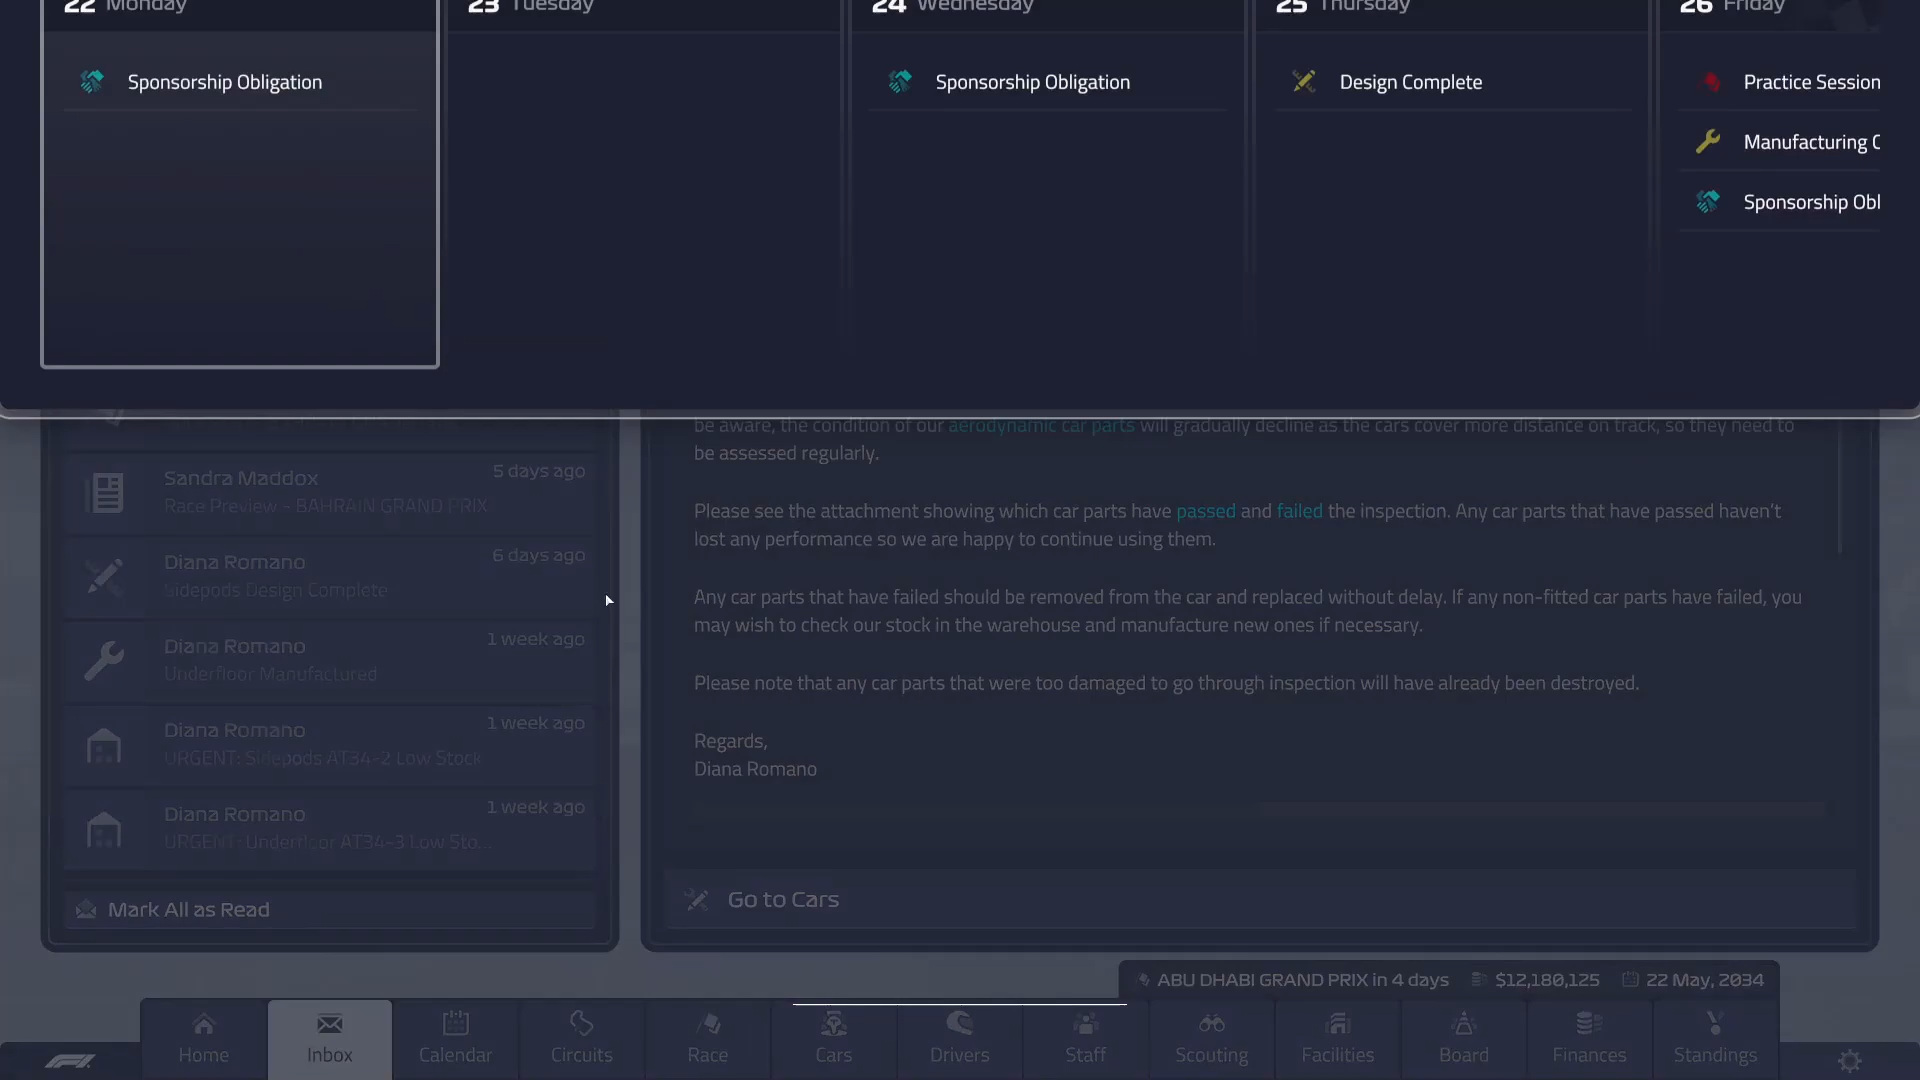 22 Monday
23 Tuesday
24 Wednesday
25 Thursday
26 Friday
Sponsorship Obligation
Sponsorship Obligation
Design Complete
Practice Session
Manufacturing C
Sponsorship Obl
Sandra Maddox
5 days ago
Race Preview - BAHRAIN GRAND PRIX
Diana Romano
6 days ago
Sidepods Design Complete
Diana Romano
1 week ago
Underfloor Manufactured
Diana Romano
1 week ago
URGENT: Sidepods AT34-2 Low Stock
Diana Romano
1 week ago
URGENT: Underfloor AT34-3 Low Sto...
Mark All as Read
be aware, the condition of our aerodynamic car parts will gradually decline as the cars cover more distance on track, so they need to
be assessed regularly.
Please see the attachment showing which car parts have passed and failed the inspection. Any car parts that have passed haven't
lost any performance so we are happy to continue using them.
Any car parts that have failed should be removed from the car and replaced without delay. If any non-fitted car parts have failed, you
may wish to check our stock in the warehouse and manufacture new ones if necessary.
Please note that any car parts that were too damaged to go through inspection will have already been destroyed.
Regards,
Diana Romano
Go to Cars
ABU DHABI GRAND PRIX in 4 days
$12,180,125
22 May, 2034
Home
Inbox
Calendar
Circuits
Race
Cars
Drivers
Staff
Scouting
Facilities
Board
Finances
Standings